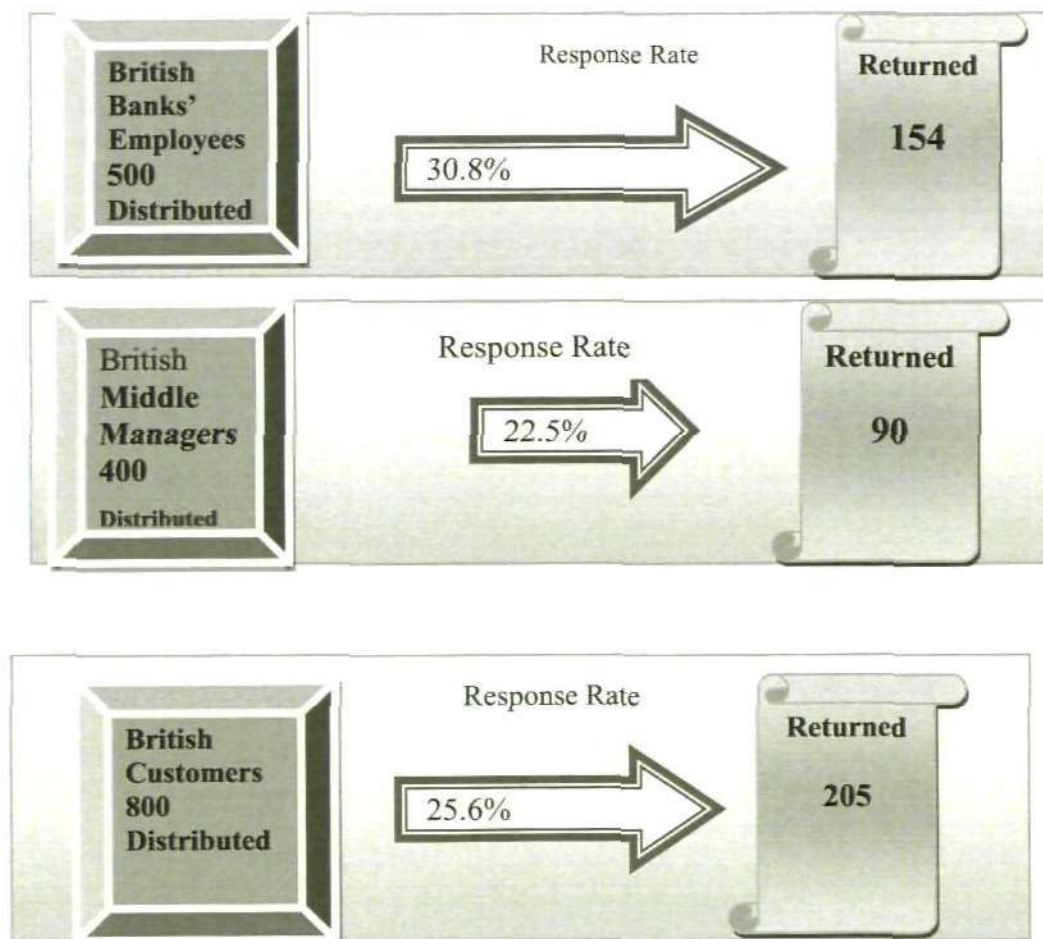 British
Banks'
Employees
500
Distributed
Response Rate
30.8%
Returned
154
British
Middle
Managers
400
Distributed
Response Rate
22.5%
Returned
90
British
Customers
800
Distributed
Response Rate
25.6%
Returned
205